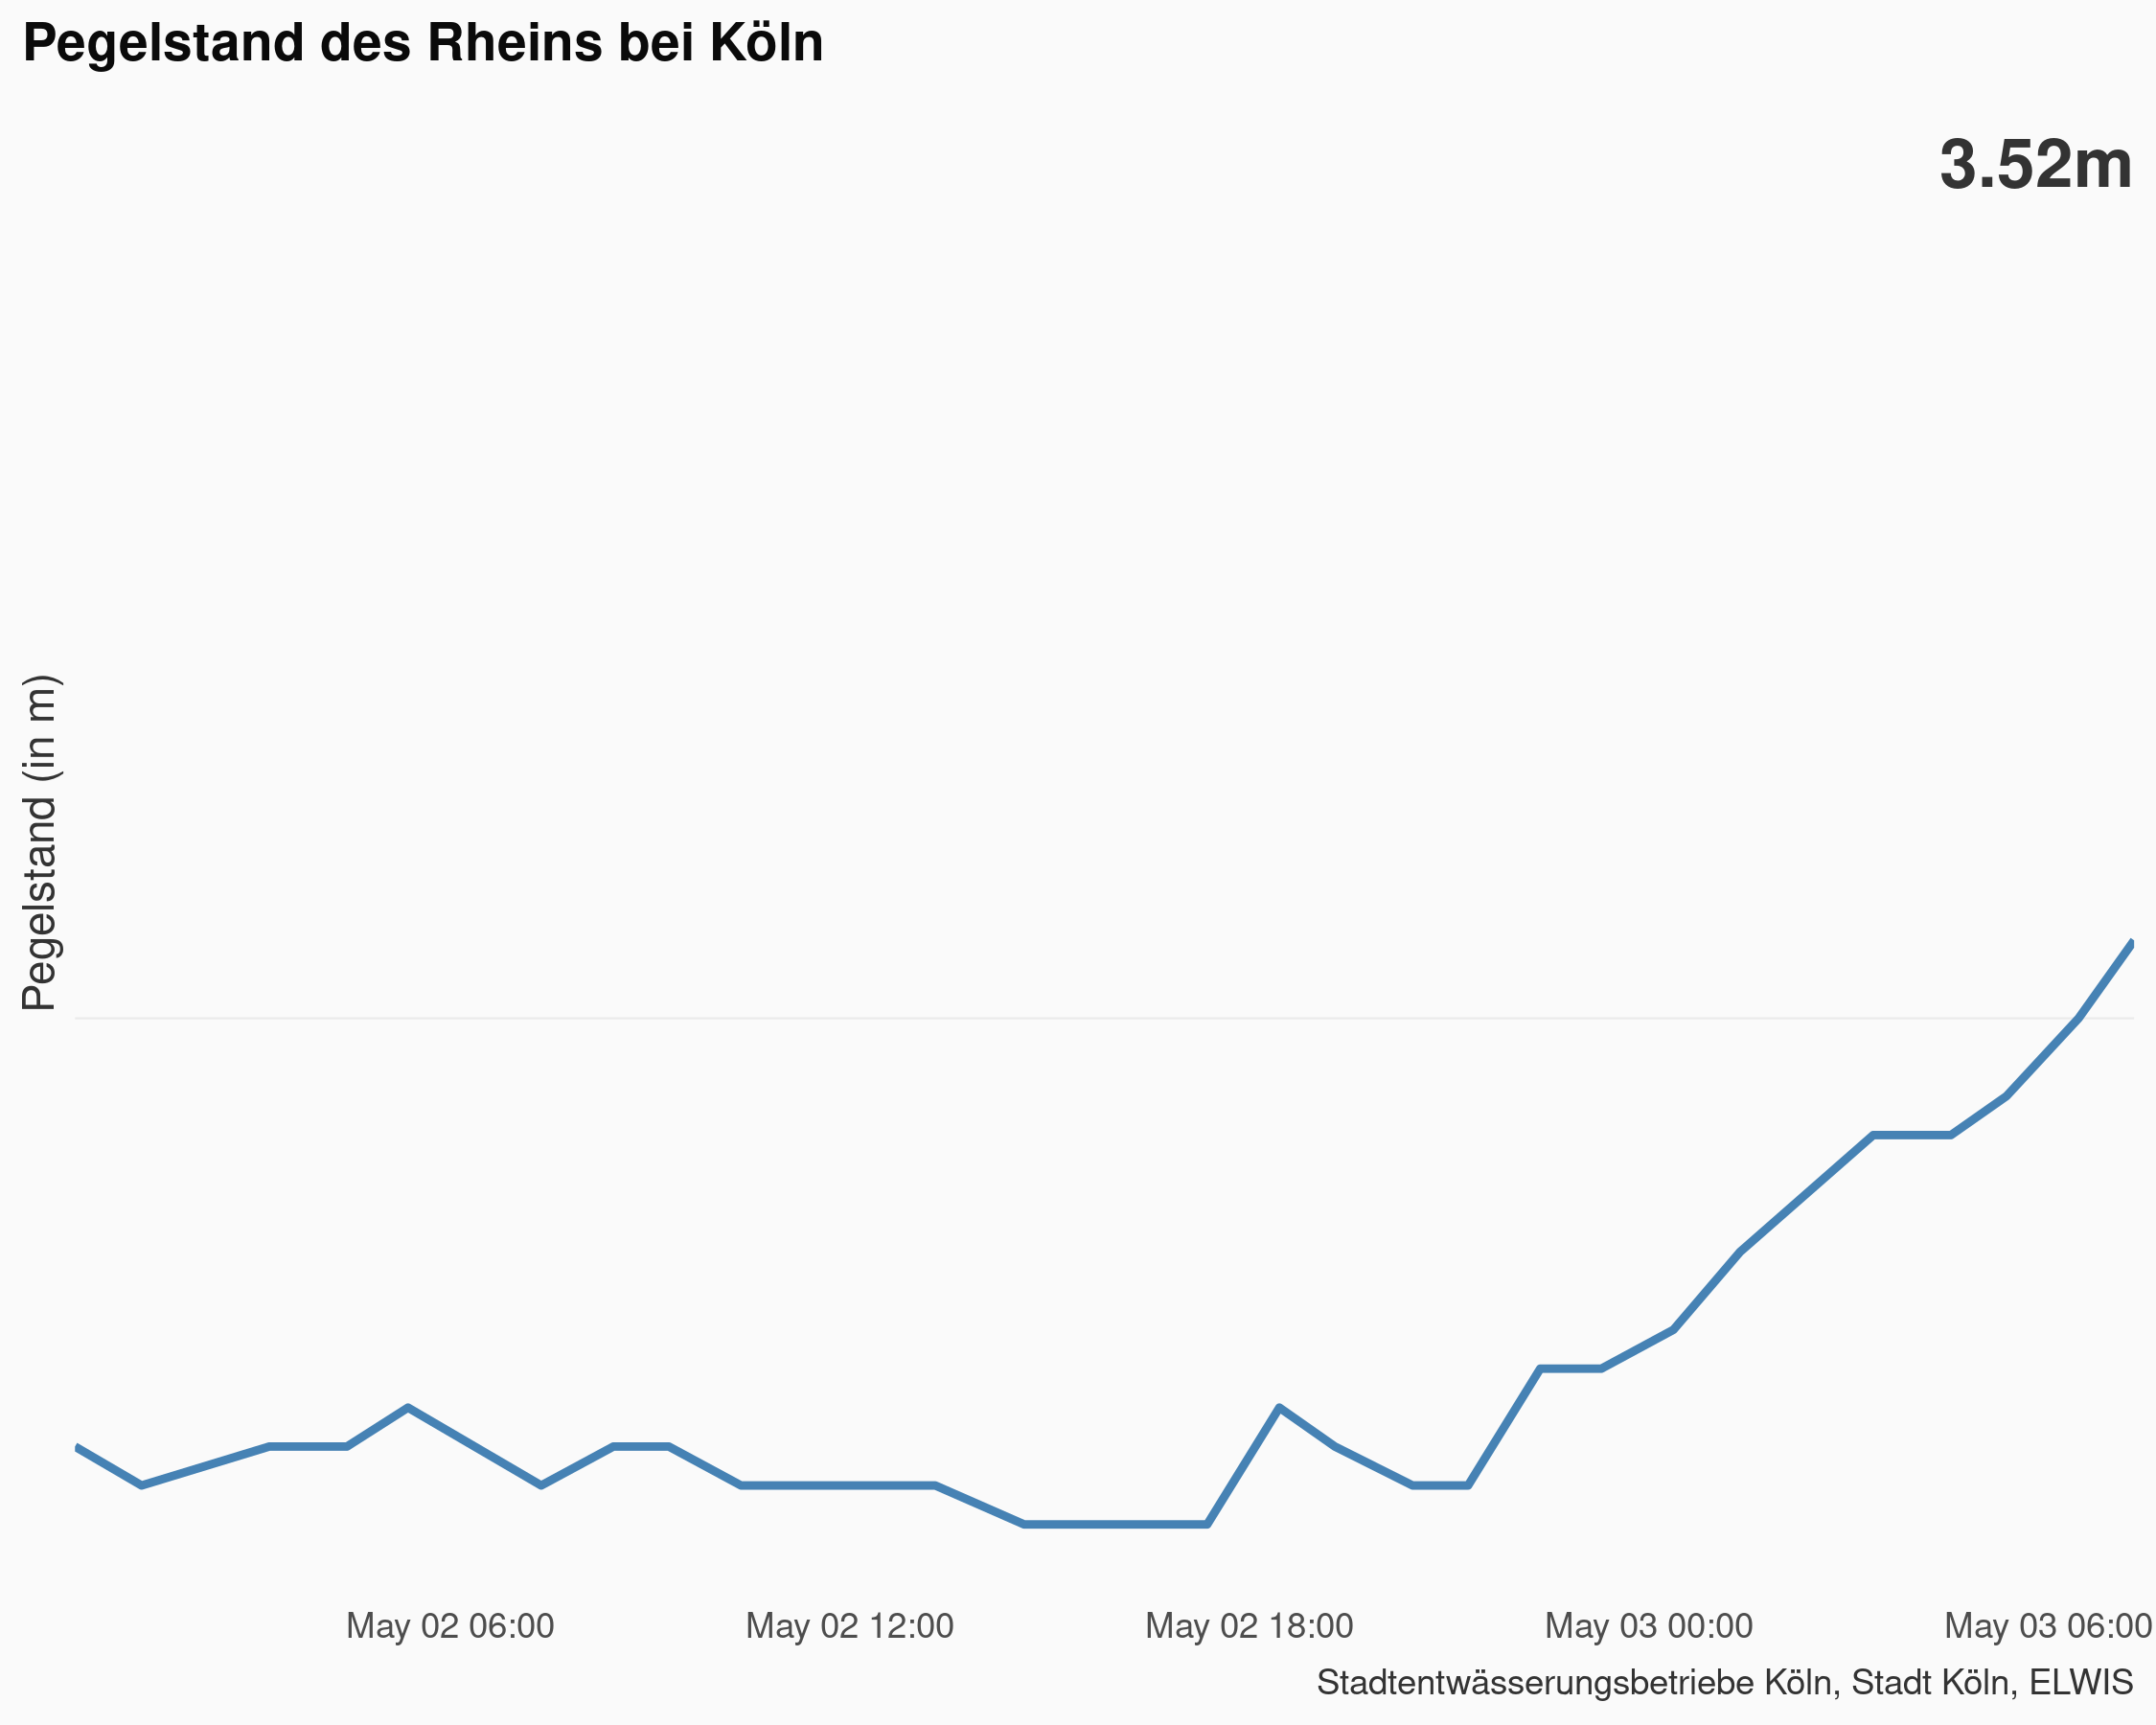 Pegelstand des Rheins bei Köln
3.52m
Pegelstand (in m)
May 02 06:00
May 02 12:00
May 02 18:00
May 03 00:00
May 03 06:00
Stadtentwässerungsbetriebe Köln, Stadt Köln, ELWIS